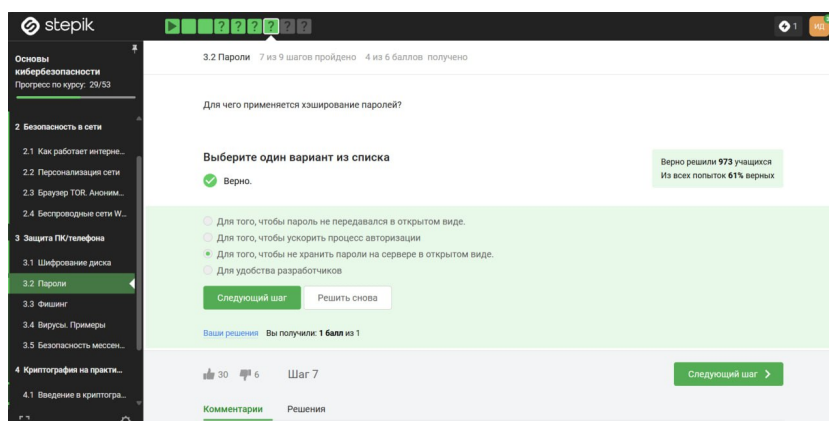 stepik
? ? ? ? ? ?
1
ИД
Основы
кибербезопасности
Прогресс по курсу: 29/53
3.2 Пароли 7 из 9 шагов пройдено 4 из 6 баллов получено
Для чего применяется хэширование паролей?
2 Безопасность в сети
2.1 Как работает интерне...
2.2 Персонализация сети
2.3 Браузер TOR. Аноним...
2.4 Беспроводные сети W...
3 Защита ПК/телефона
3.1 Шифрование диска
3.2 Пароли
3.3 Фишинг
3.4 Вирусы. Примеры
3.5 Безопасность мессен...
4 Криптография на практи...
4.1 Введение в криптогра...
Выберите один вариант из списка
Верно.
Верно решили 973 учащихся
Из всех попыток 61% верных
Для того, чтобы пароль не передавался в открытом виде.
Для того, чтобы ускорить процесс авторизации
Для того, чтобы не хранить пароли на сервере в открытом виде.
Для удобства разработчиков
Следующий шаг
Решить снова
Ваши решения Вы получили: 1 балл из 1
30 6 Шаг 7
Следующий шаг
Комментарии Решения